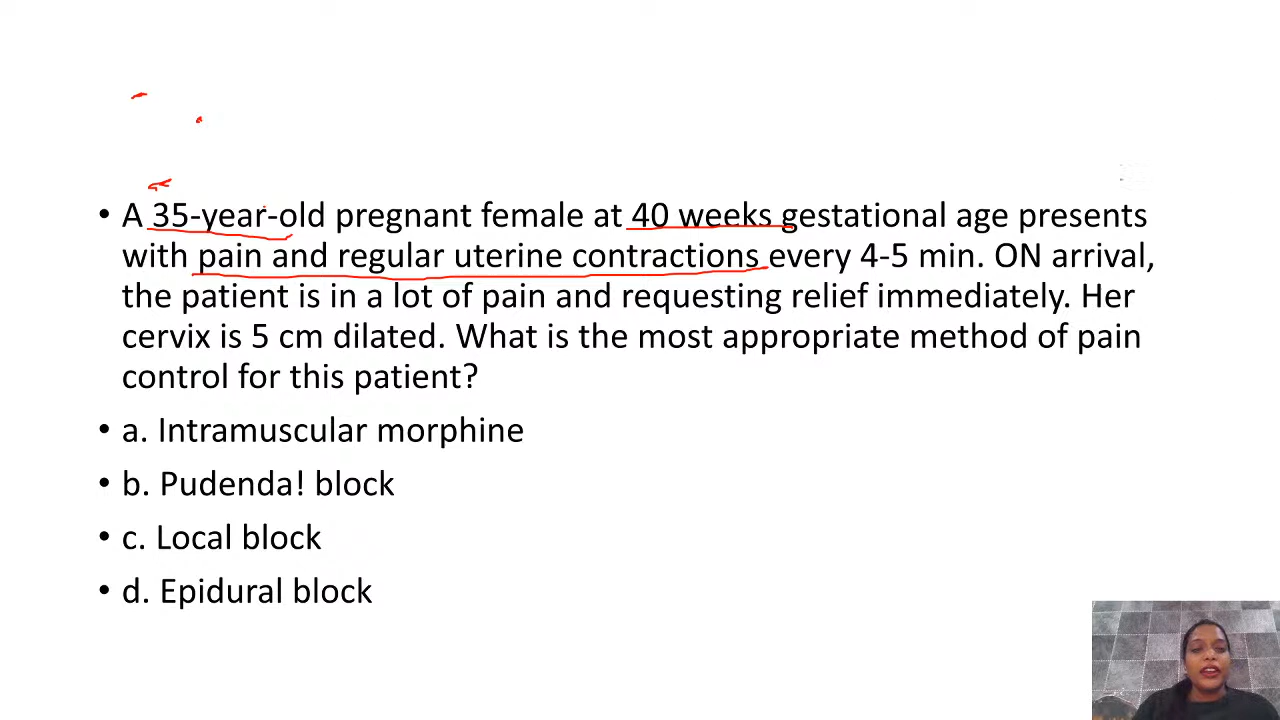 • A 35-year-old pregnant female at 40 weeks gestational age presents
with pain and regular uterine contractions every 4-5 min. ON arrival,
the patient is in a lot of pain and requesting relief immediately. Her
cervix is 5 cm dilated. What is the most appropriate method of pain
control for this patient?
• a. Intramuscular morphine
• b. Pudenda! block
• c. Local block
• d. Epidural block